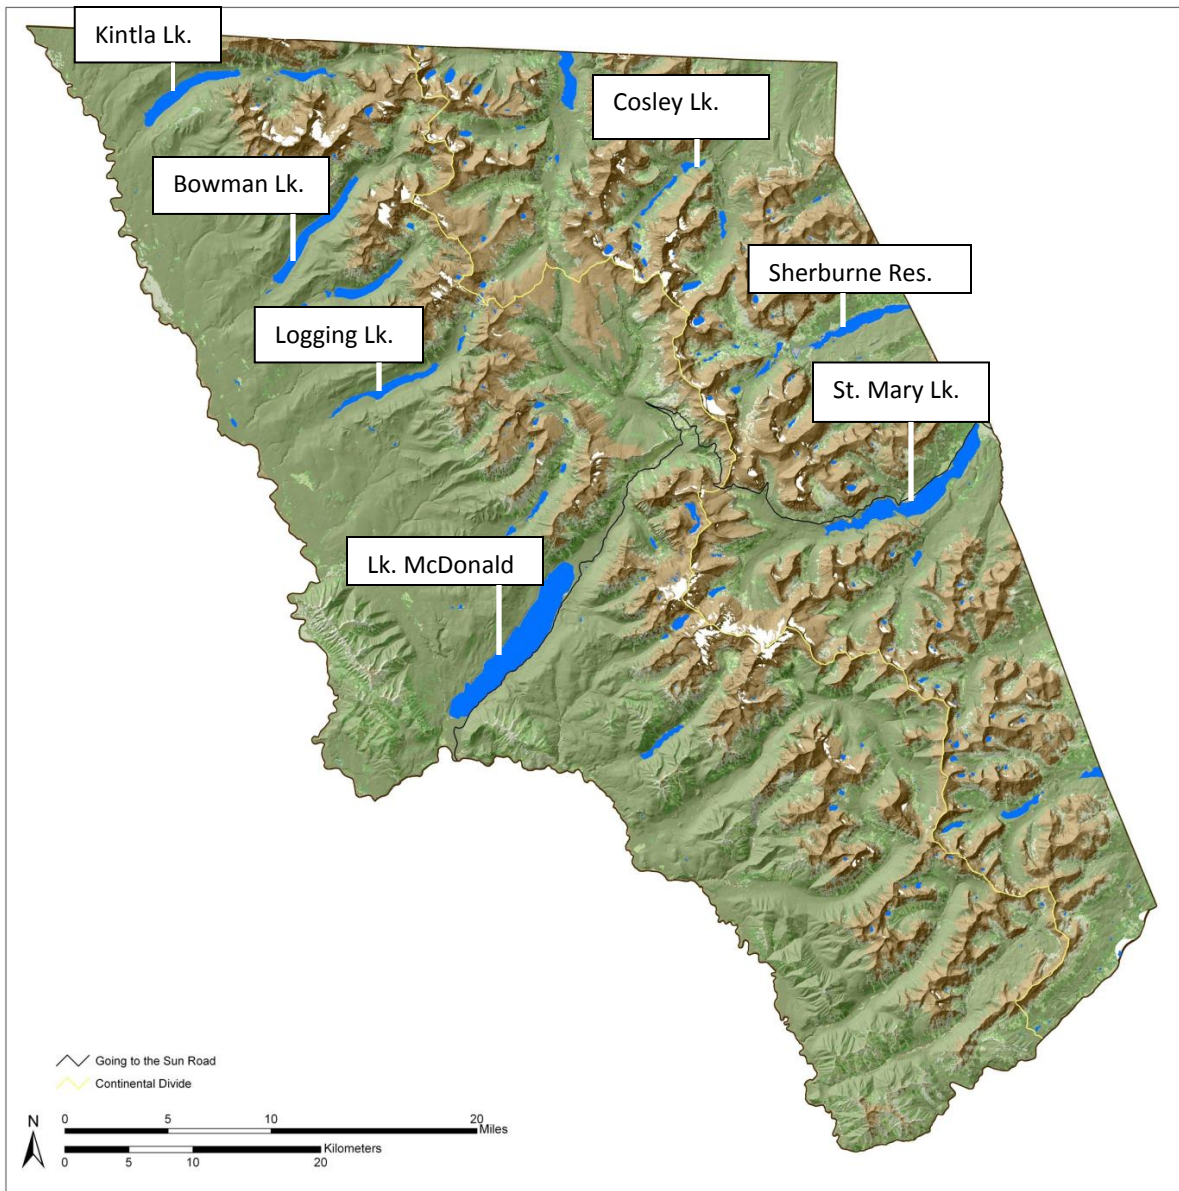 Kintla Lk.
Cosley Lk.
Bowman Lk.
Sherburne Res.
Logging Lk.
St. Mary Lk.
Lk. McDonald
Going to the Sun Road
Continental Divide
N
0 5 10 20
Miles
Kilometers
0 5 10 20